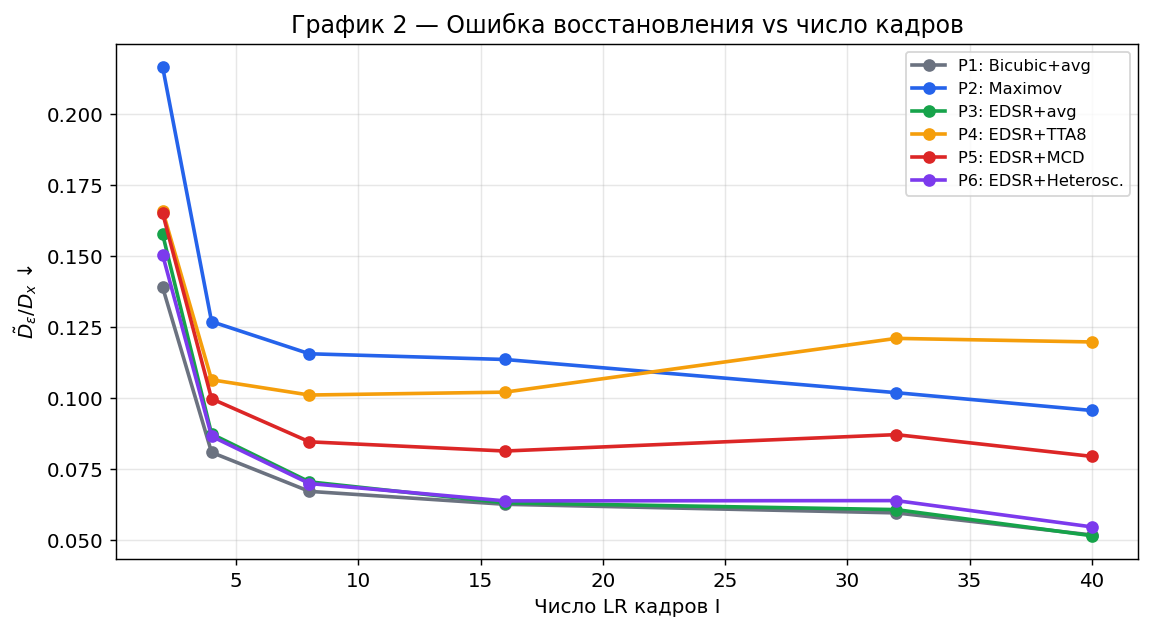 График 2 — Ошибка восстановления vs число кадров
P1: Bicubic+avg
P2: Maximov
P3: EDSR+avg
P4: EDSR+TTA8
P5: EDSR+MCD
P6: EDSR+Heterosc.
0.200
0.175
0.150
0.125
0.100
0.075
0.050
D̃ε/Dx ↓
5 10 15 20 25 30 35 40
Число LR кадров I